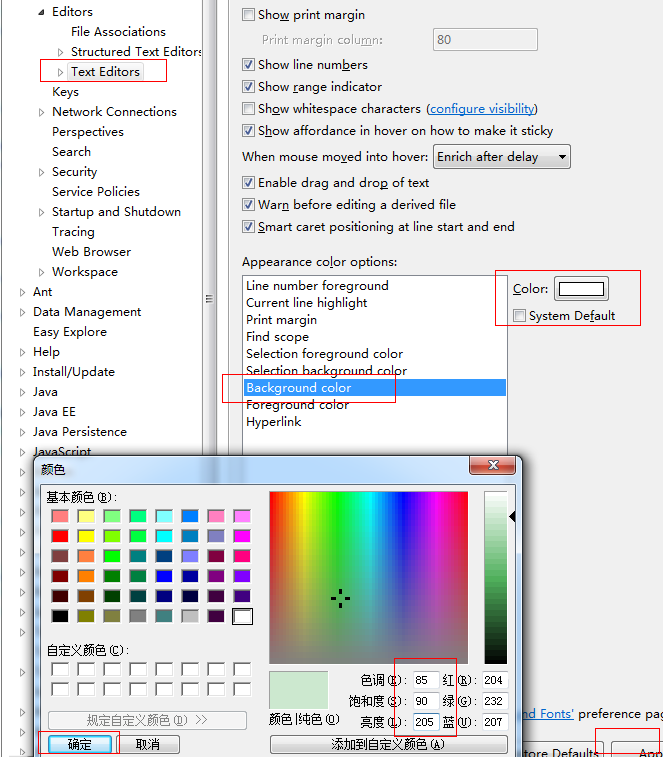 Editors
File Associations
Structured Text Editors
Text Editors
Keys
Network Connections
Perspectives
Search
Security
Service Policies
Startup and Shutdown
Tracing
Web Browser
Workspace
Ant
Data Management
Easy Explore
Help
Install/Update
Java
Java EE
Java Persistence
JavaScript
Show print margin
Print margin column: 80
Show line numbers
Show range indicator
Show whitespace characters (configure visibility)
Show affordance in hover on how to make it sticky
When mouse moved into hover: Enrich after delay
Enable drag and drop of text
Warn before editing a derived file
Smart caret positioning at line start and end
Appearance color options:
Line number foreground
Current line highlight
Print margin
Find scope
Selection foreground color
Selection background color
Background color
Foreground color
Hyperlink
Color:
System Default
颜色
基本颜色(B):
自定义颜色(C):
规定自定义颜色(D) >>
确定 取消
颜色|纯色(O)
色调(E): 85 红(R): 204
饱和度(S): 90 绿(G): 232
亮度(L): 205 蓝(U): 207
添加到自定义颜色(A)
nd Fonts' preference pag
tore Defaults App